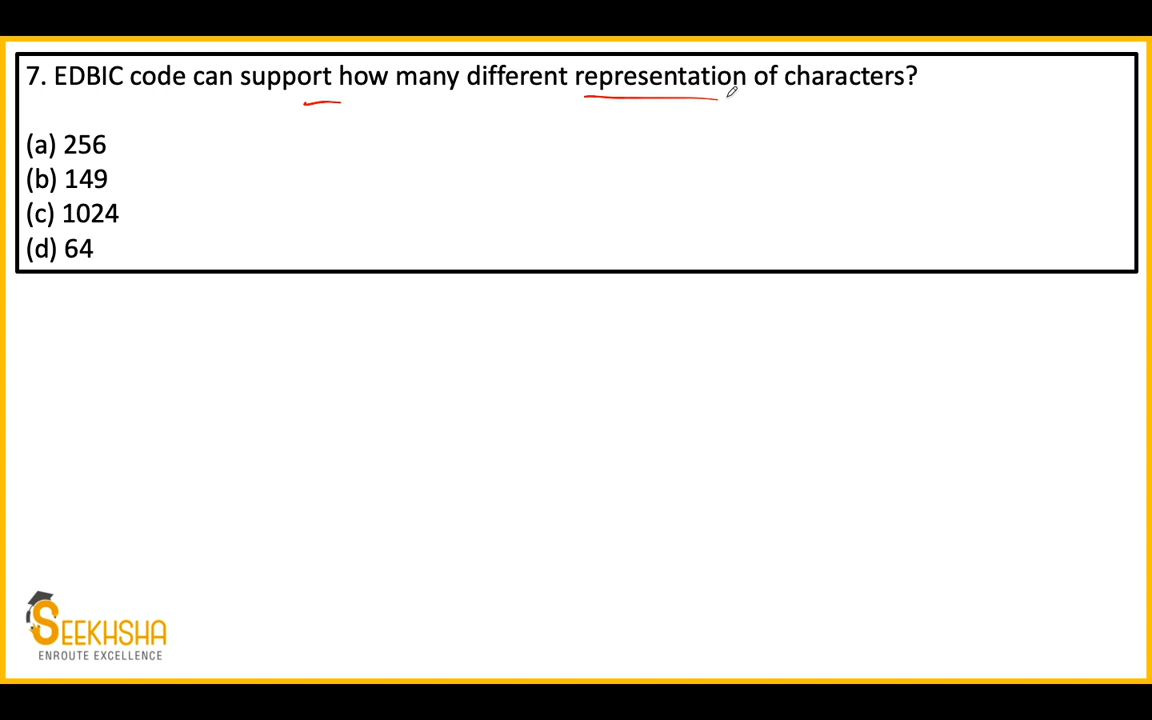 7. EDBIC code can support how many different representation of characters?
(a) 256
(b) 149
(c) 1024
(d) 64
SEEKHSHA
ENROUTE EXCELLENCE